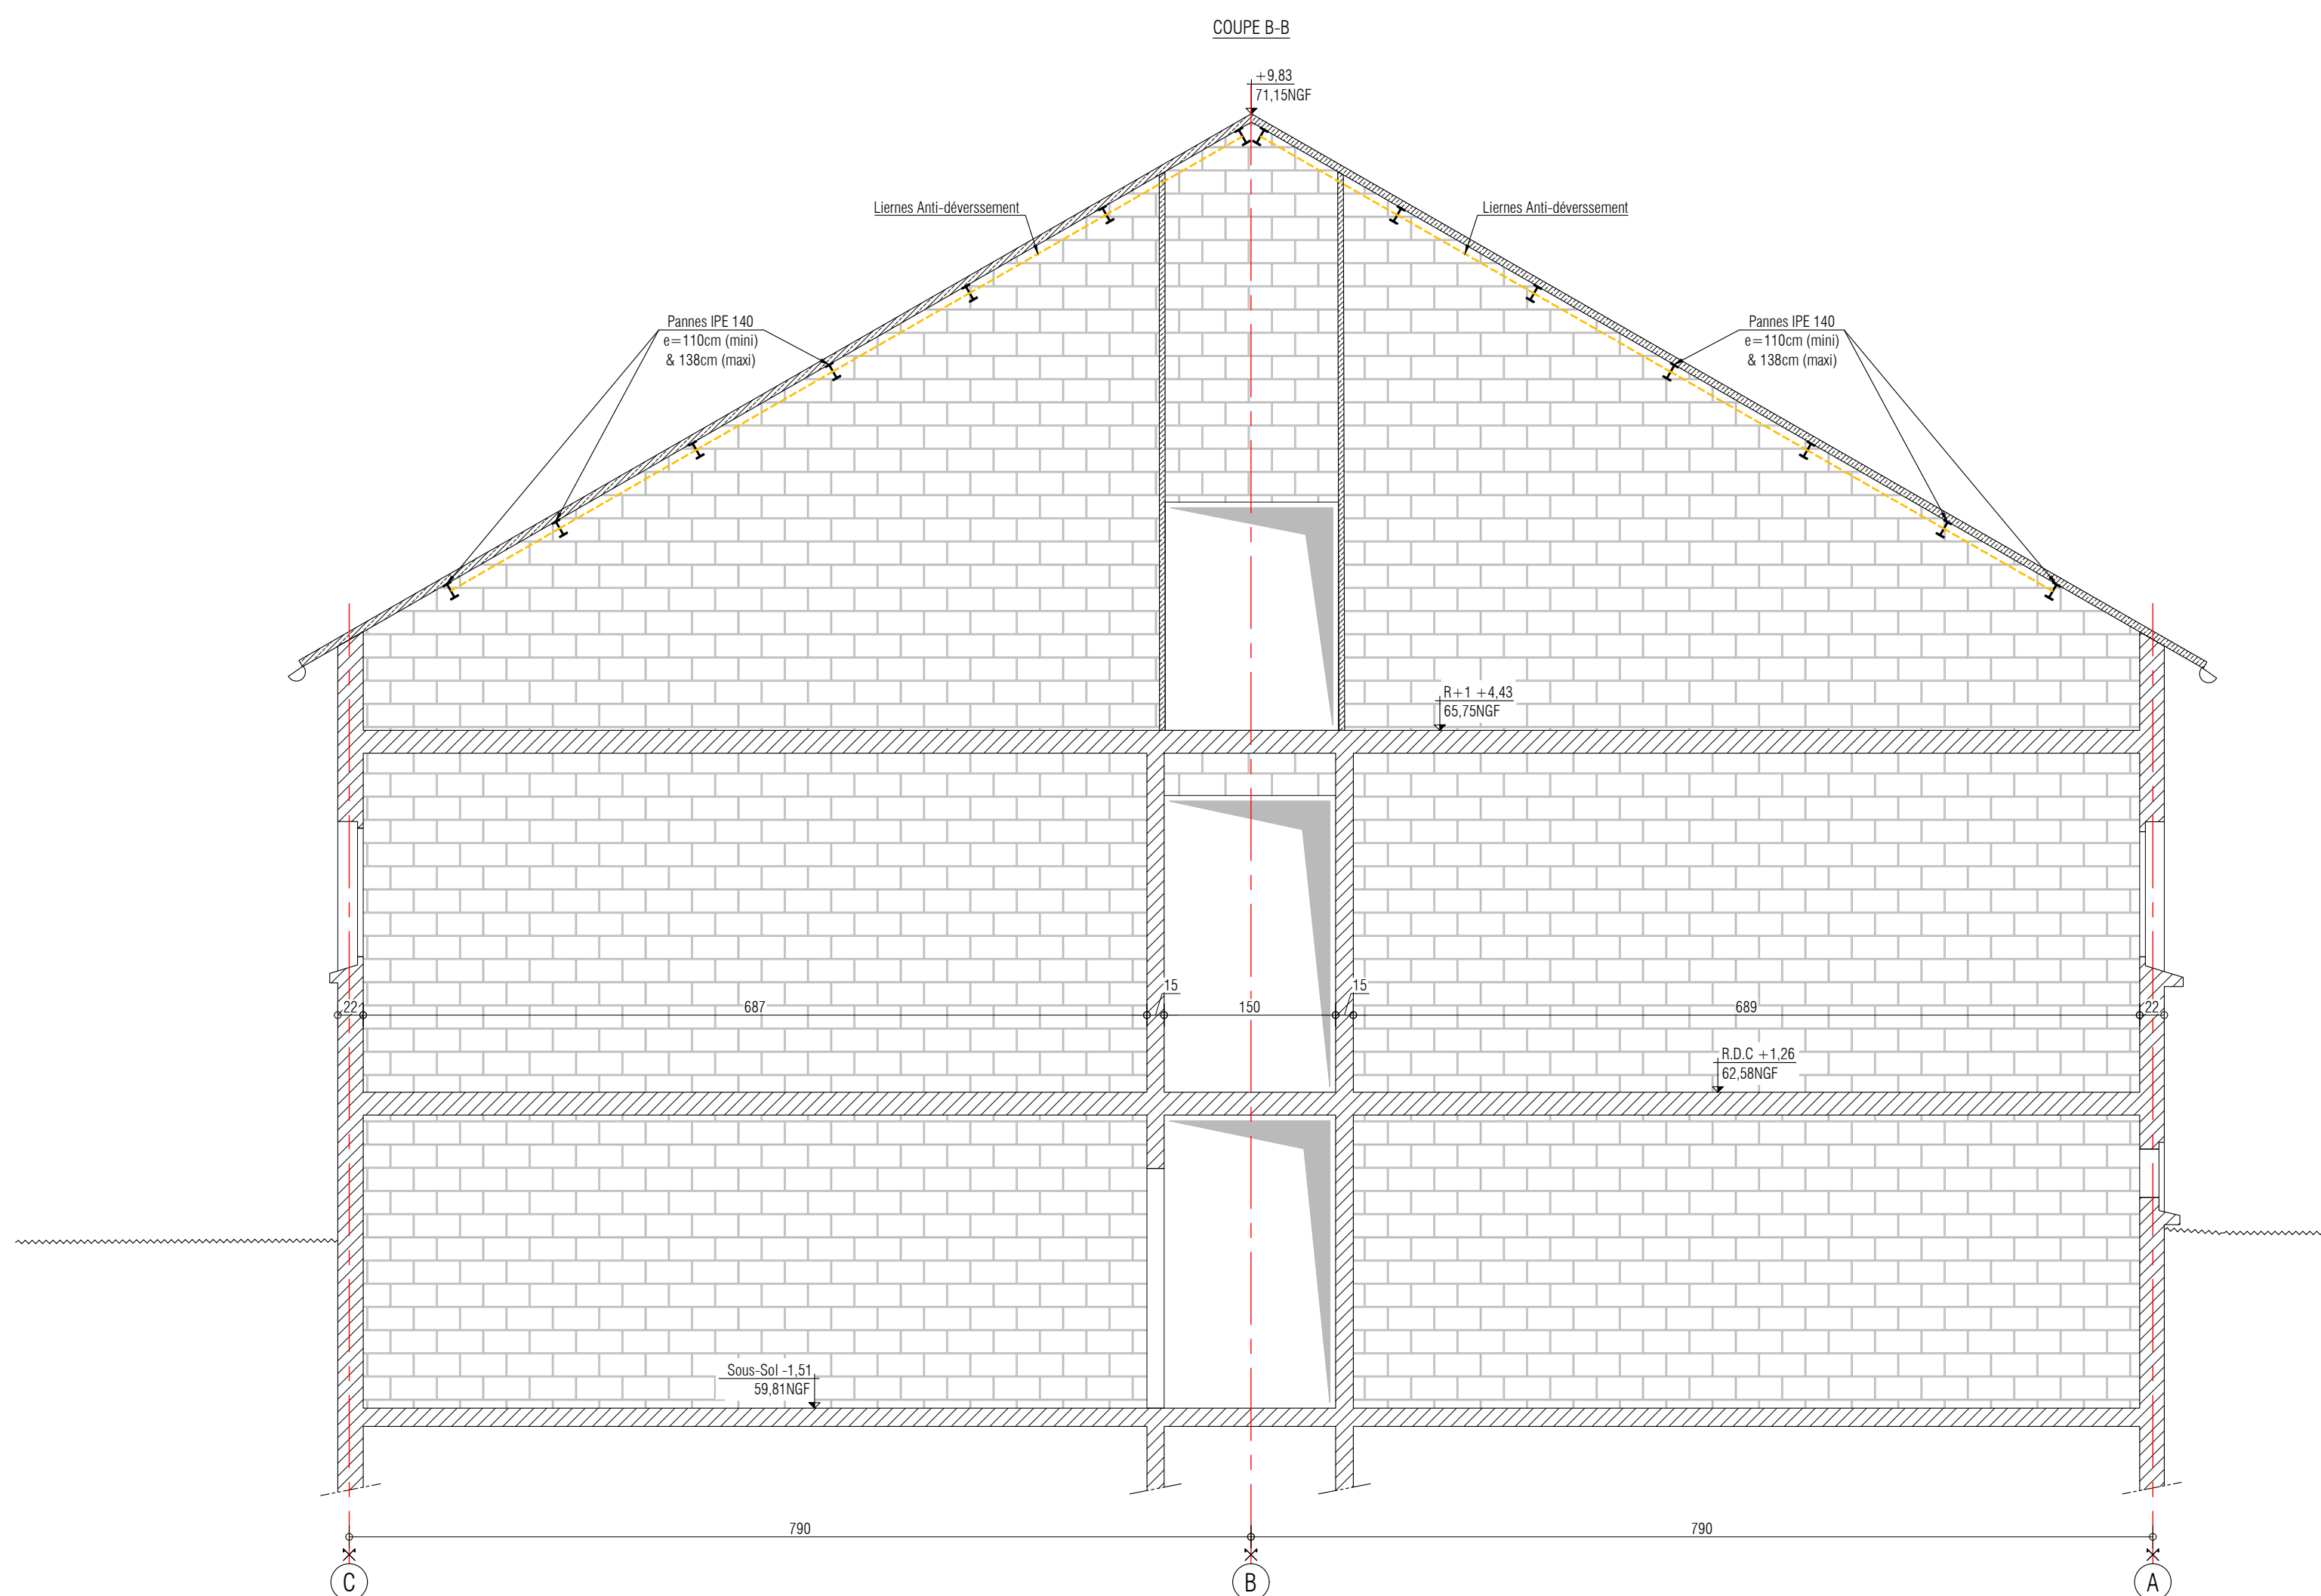 COUPE B-B
+9,83
71,15NGF
Liernes Anti-déverssement
Liernes Anti-déverssement
Pannes IPE 140
e=110cm (mini)
& 138cm (maxi)
Pannes IPE 140
e=110cm (mini)
& 138cm (maxi)
R+1 +4,43
65,75NGF
22
687
15
150
15
689
22
R.D.C +1,26
62,58NGF
Sous-Sol -1,51
59,81NGF
790
790
C
B
A